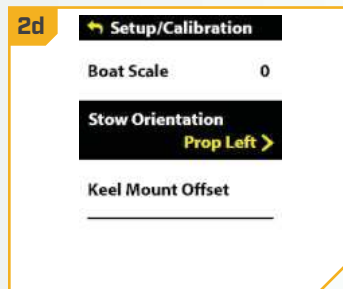 2d
Setup/Calibration
Boat Scale 0
Stow Orientation
Prop Left >
Keel Mount Offset